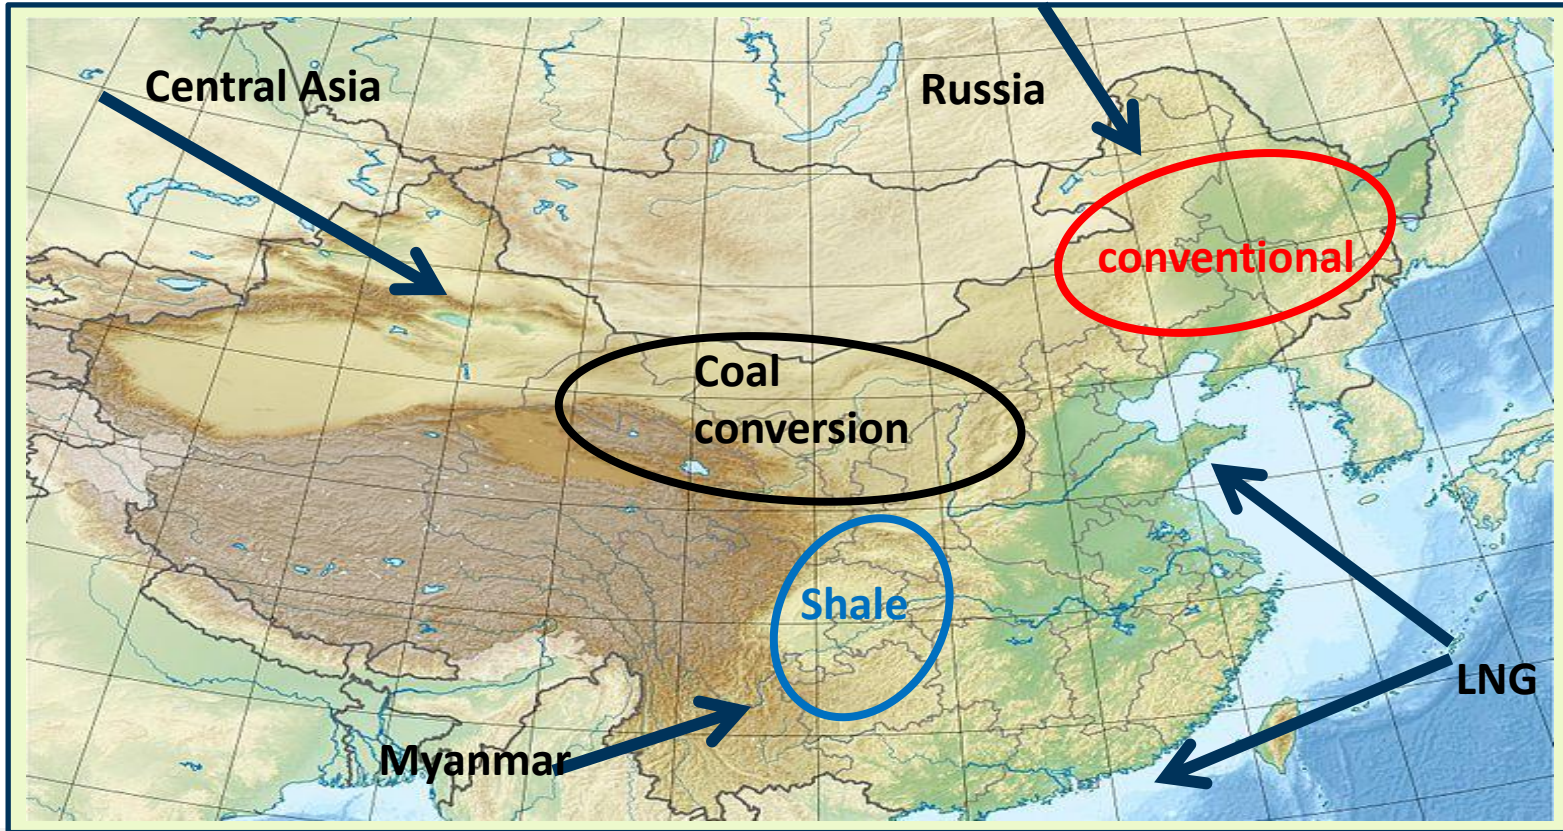 Central Asia
Russia
conventional
Coal
conversion
Shale
LNG
Myanmar